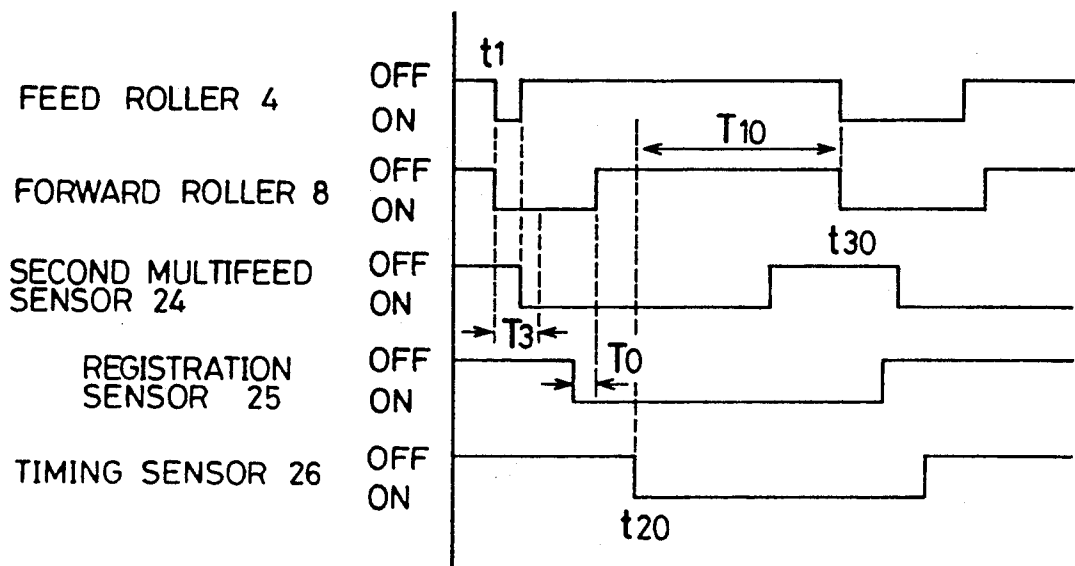 t1
FEED ROLLER 4 OFF
ON
T10
FORWARD ROLLER 8 OFF
ON
t30
SECOND MULTIFEED SENSOR 24 OFF
ON
T3
T0
REGISTRATION SENSOR 25 OFF
ON
TIMING SENSOR 26 OFF
ON
t20